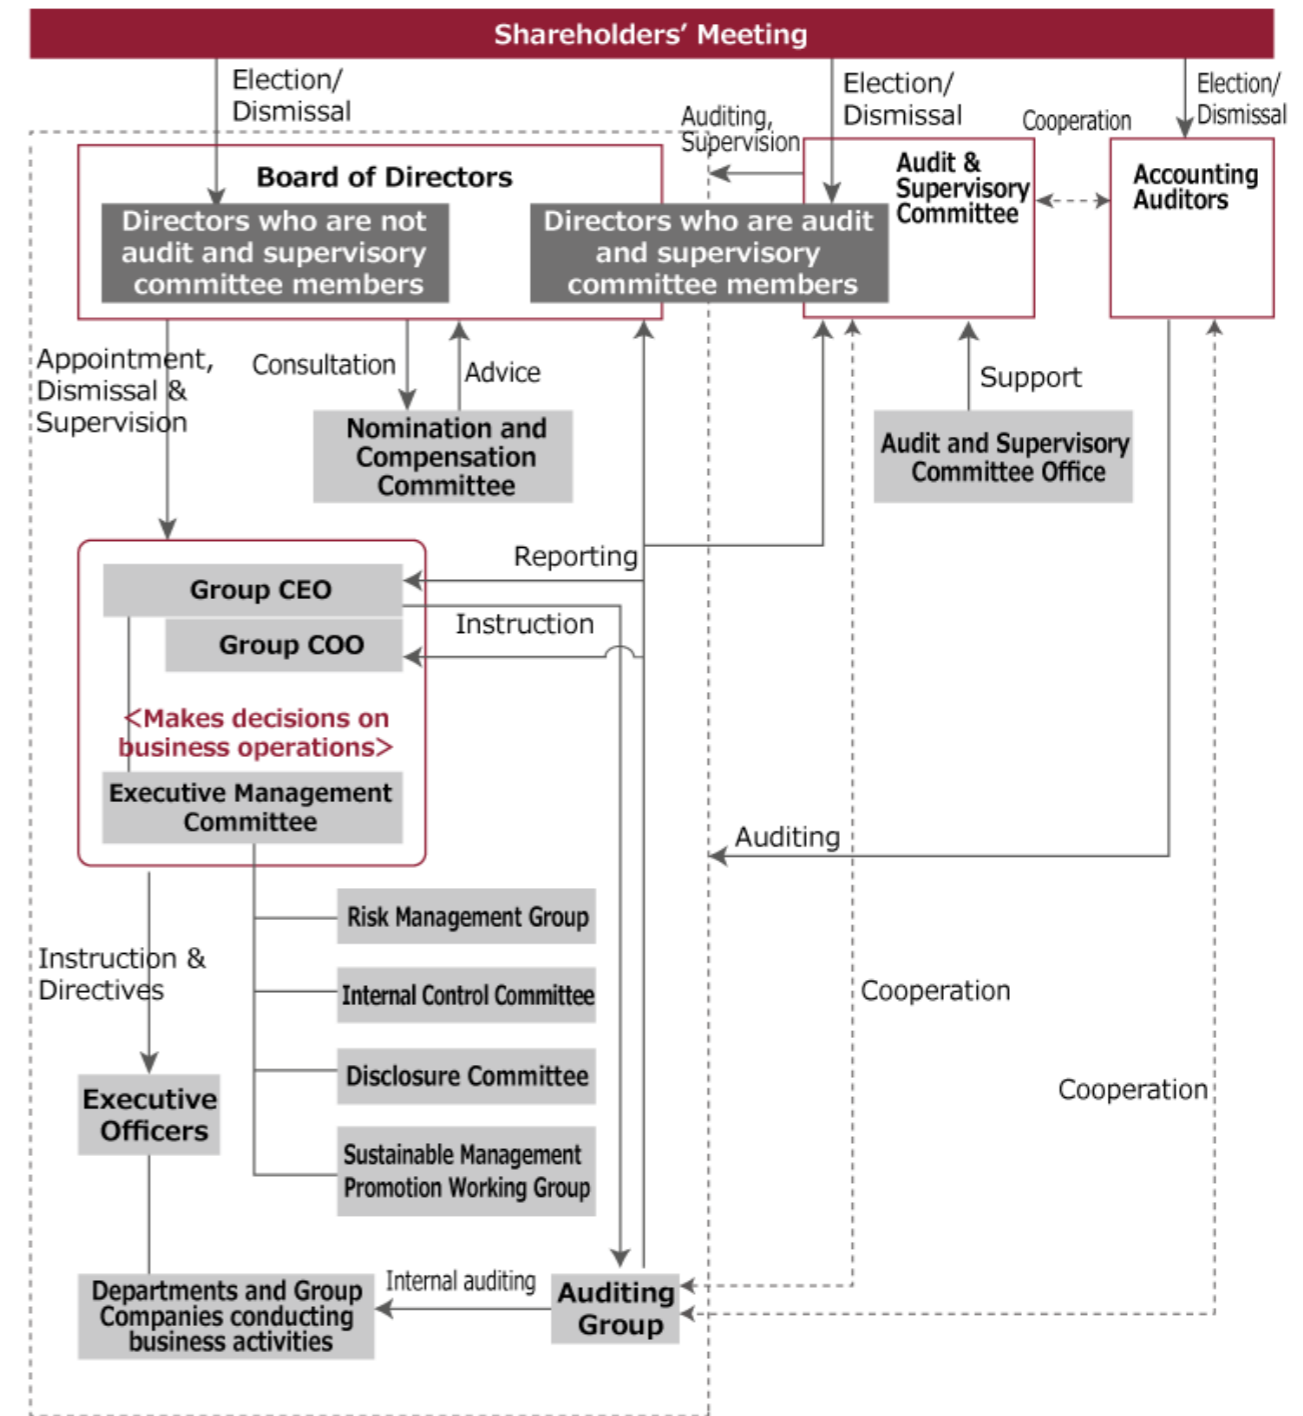 Shareholders’ Meeting
Election/
Dismissal
Election/
Dismissal
Election/
Dismissal
Auditing,
Supervision
Cooperation
Board of Directors
Directors who are not
audit and supervisory
committee members
Directors who are audit
and supervisory
committee members
Audit &
Supervisory
Committee
Accounting
Auditors
Appointment,
Dismissal &
Supervision
Consultation
Advice
Support
Nomination and
Compensation
Committee
Audit and Supervisory
Committee Office
Reporting
Group CEO
Instruction
Group COO
<Makes decisions on
business operations>
Executive Management
Committee
Auditing
Risk Management Group
Instruction &
Directives
Internal Control Committee
Cooperation
Disclosure Committee
Cooperation
Executive
Officers
Sustainable Management
Promotion Working Group
Departments and Group
Companies conducting
business activities
Internal auditing
Auditing
Group